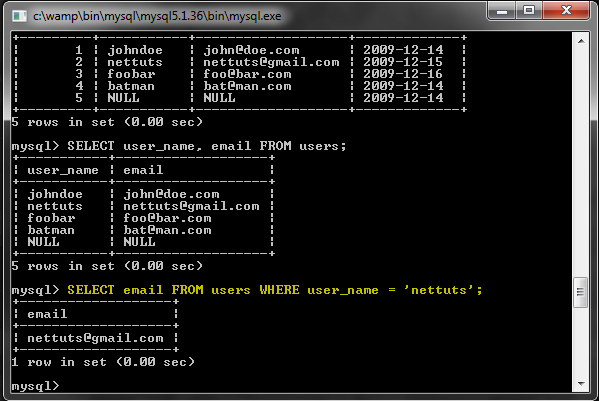 c:\wamp\bin\mysql\mysql5.1.36\bin\mysql.exe
+---------+----------+-------------------+------------+
¦       1 ¦ johndoe  ¦ john@doe.com      ¦ 2009-12-14 ¦
¦       2 ¦ nettuts  ¦ nettuts@gmail.com ¦ 2009-12-15 ¦
¦       3 ¦ foobar   ¦ foo@bar.com       ¦ 2009-12-16 ¦
¦       4 ¦ batman   ¦ bat@man.com       ¦ 2009-12-14 ¦
¦       5 ¦ NULL     ¦ NULL              ¦ 2009-12-14 ¦
+---------+----------+-------------------+------------+
5 rows in set (0.00 sec)
mysql> SELECT user_name, email FROM users;
+-----------+-------------------+
¦ user_name ¦ email             ¦
+-----------+-------------------+
¦ johndoe   ¦ john@doe.com      ¦
¦ nettuts   ¦ nettuts@gmail.com ¦
¦ foobar    ¦ foo@bar.com       ¦
¦ batman    ¦ bat@man.com       ¦
¦ NULL      ¦ NULL              ¦
+-----------+-------------------+
5 rows in set (0.00 sec)
mysql> SELECT email FROM users WHERE user_name = 'nettuts';
+-------------------+
¦ email             ¦
+-------------------+
¦ nettuts@gmail.com ¦
+-------------------+
1 row in set (0.00 sec)
mysql>